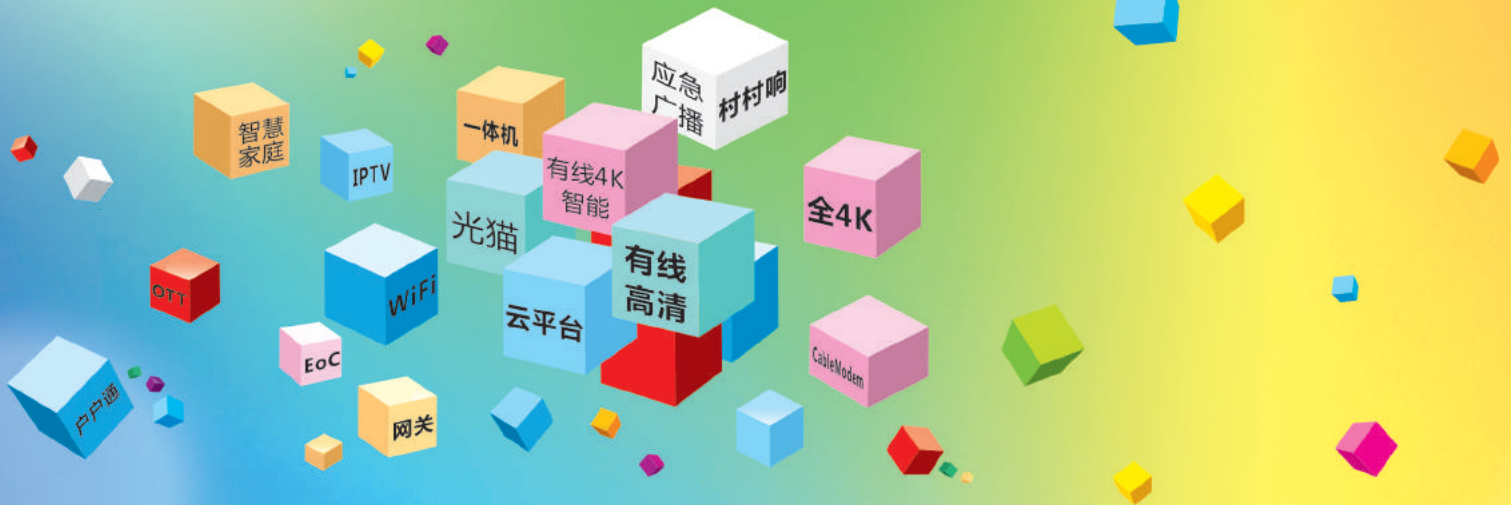 应急
广播
村村响
智慧
家庭
一体机
IPTV
有线4K
智能
全4K
光猫
有线
高清
OTT
WiFi
云平台
EoC
CableModem
户户通
网关